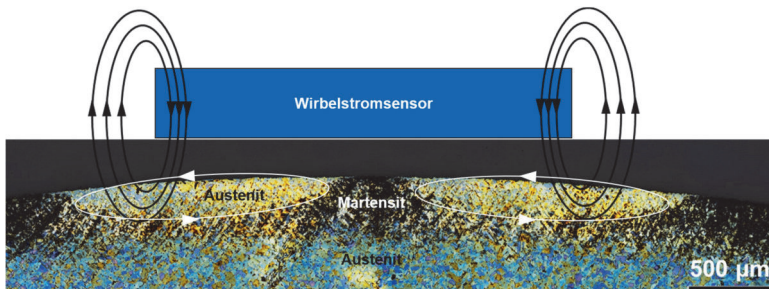 Wirbelstromsensor
Austenit
Martensit
Austenit
500 µm